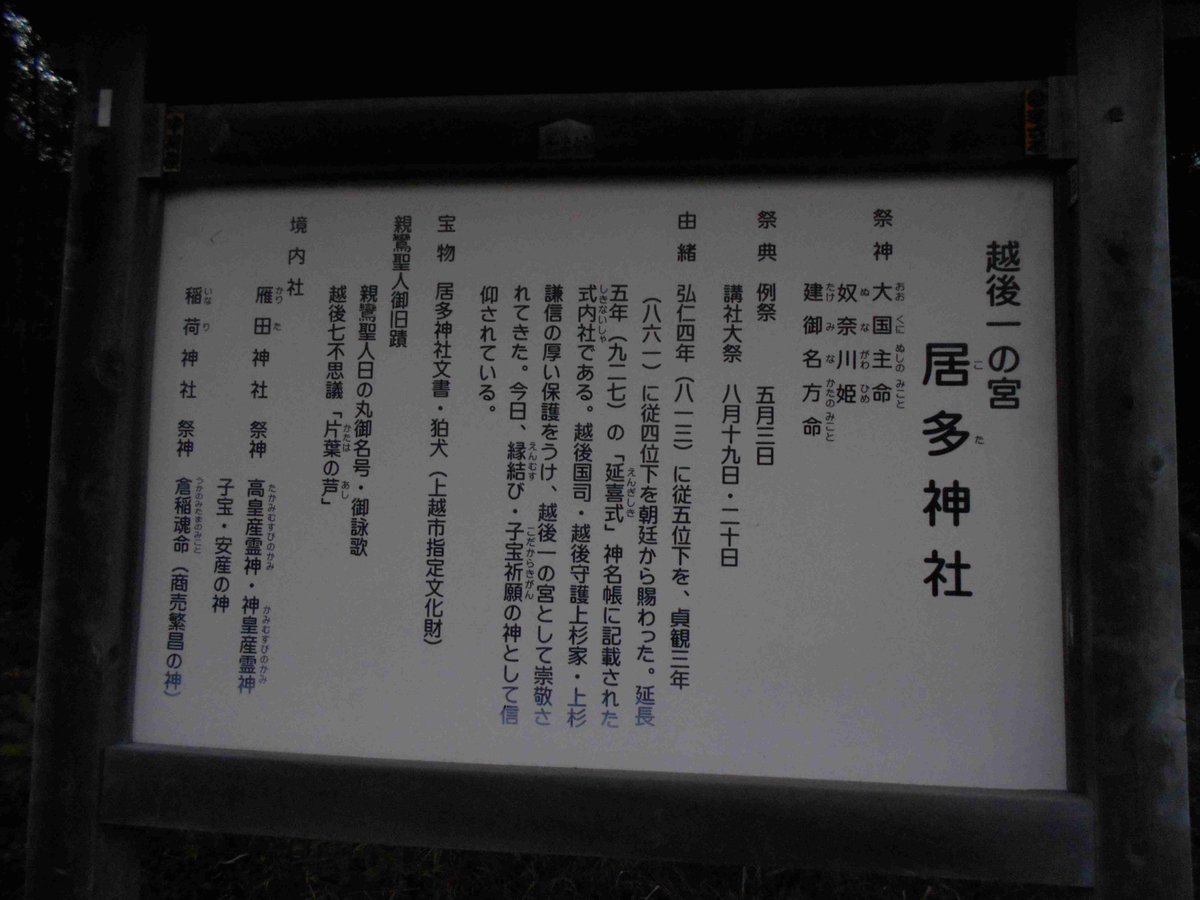 越後一の宮
居多神社
祭神 大国主命
奴奈川姫
建御名方命
祭典 例祭 五月三日
講社大祭 八月十九日・二十日
由緒 弘仁四年（八一三）に従五位下を、貞観三年
（八六一）に従四位下を朝廷から賜わった。延長
五年（九二七）の「延喜式」神名帳に記載された
式内社である。越後国司・越後守護上杉家・上杉
謙信の厚い保護をうけ、越後一の宮として崇敬さ
れてきた。今日、縁結び・子宝祈願の神として信
仰されている。
宝物 居多神社文書・狛犬（上越市指定文化財）
親鸞聖人御旧蹟
親鸞聖人日の丸御名号・御詠歌
越後七不思議「片葉の芦」
境内社
雁田神社 祭神 高皇産霊神・神皇産霊神
子宝・安産の神
稲荷神社 祭神 倉稲魂命（商売繁昌の神）